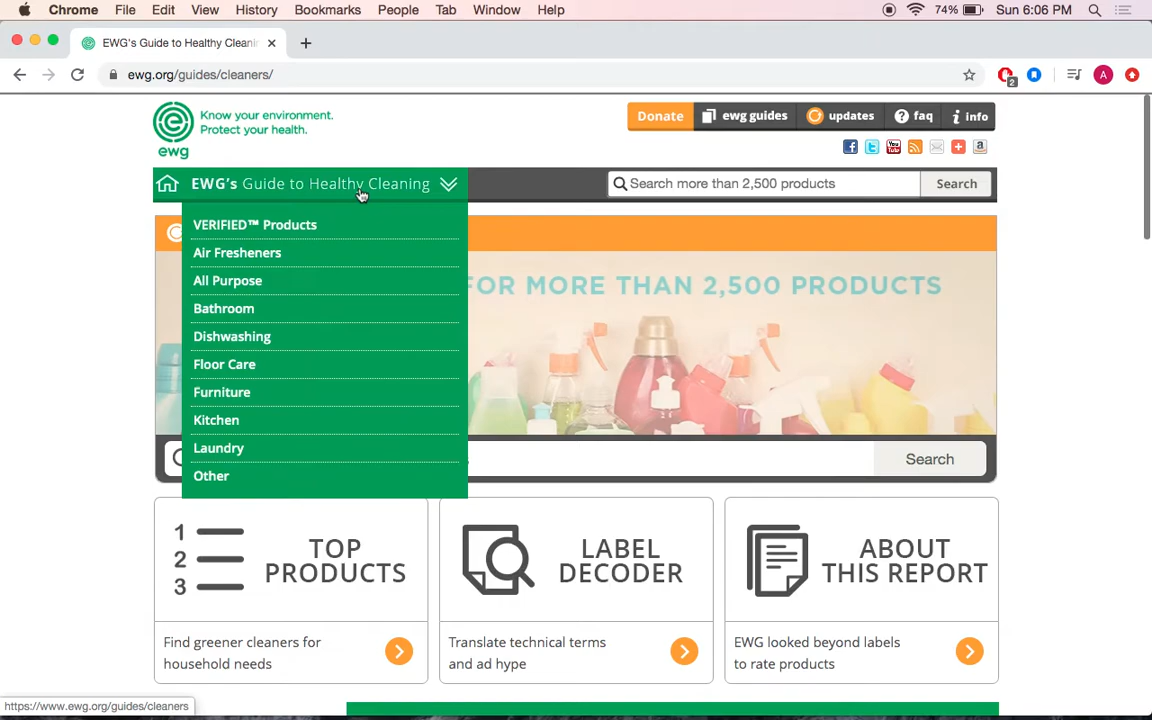 Chrome File Edit View History Bookmarks People Tab Window Help 74% Sun 6:06 PM
EWG's Guide to Healthy Cleanin
ewg.org/guides/cleaners/ 2 A
Know your environment.
Protect your health.
ewg
Donate ewg guides updates ? faq i info
You Tube
EWG's Guide to Healthy Cleaning Search more than 2,500 products Search
VERIFIED™ Products
Air Fresheners
All Purpose
Bathroom
Dishwashing
Floor Care
Furniture
Kitchen
Laundry
Other
FOR MORE THAN 2,500 PRODUCTS
Search
1
2
3
TOP
PRODUCTS
Find greener cleaners for
household needs
LABEL
DECODER
Translate technical terms
and ad hype
ABOUT
THIS REPORT
EWG looked beyond labels
to rate products
https://www.ewg.org/guides/cleaners